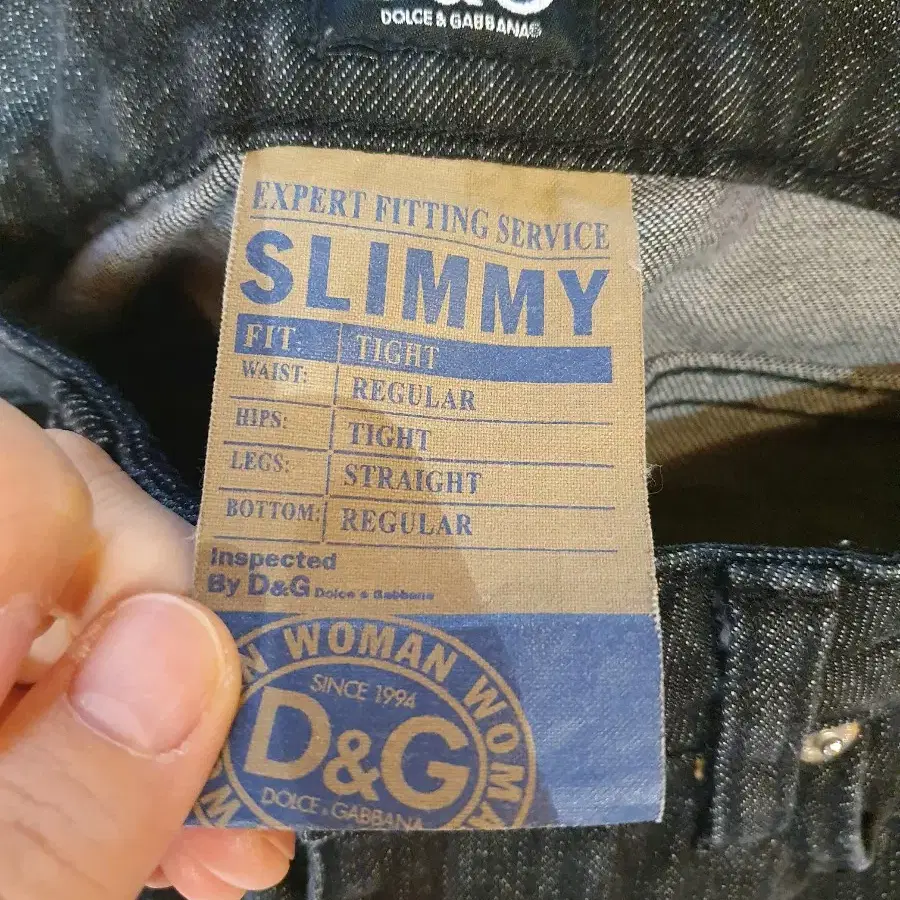 DOLCE & GABBANA
EXPERT FITTING SERVICE
SLIMMY
FIT: TIGHT
WAIST: REGULAR
HIPS: TIGHT
LEGS: STRAIGHT
BOTTOM: REGULAR
Inspected
By D&G Dolce & Gabbana
WOMAN
SINCE 1994
D&G
DOLCE & GABBANA